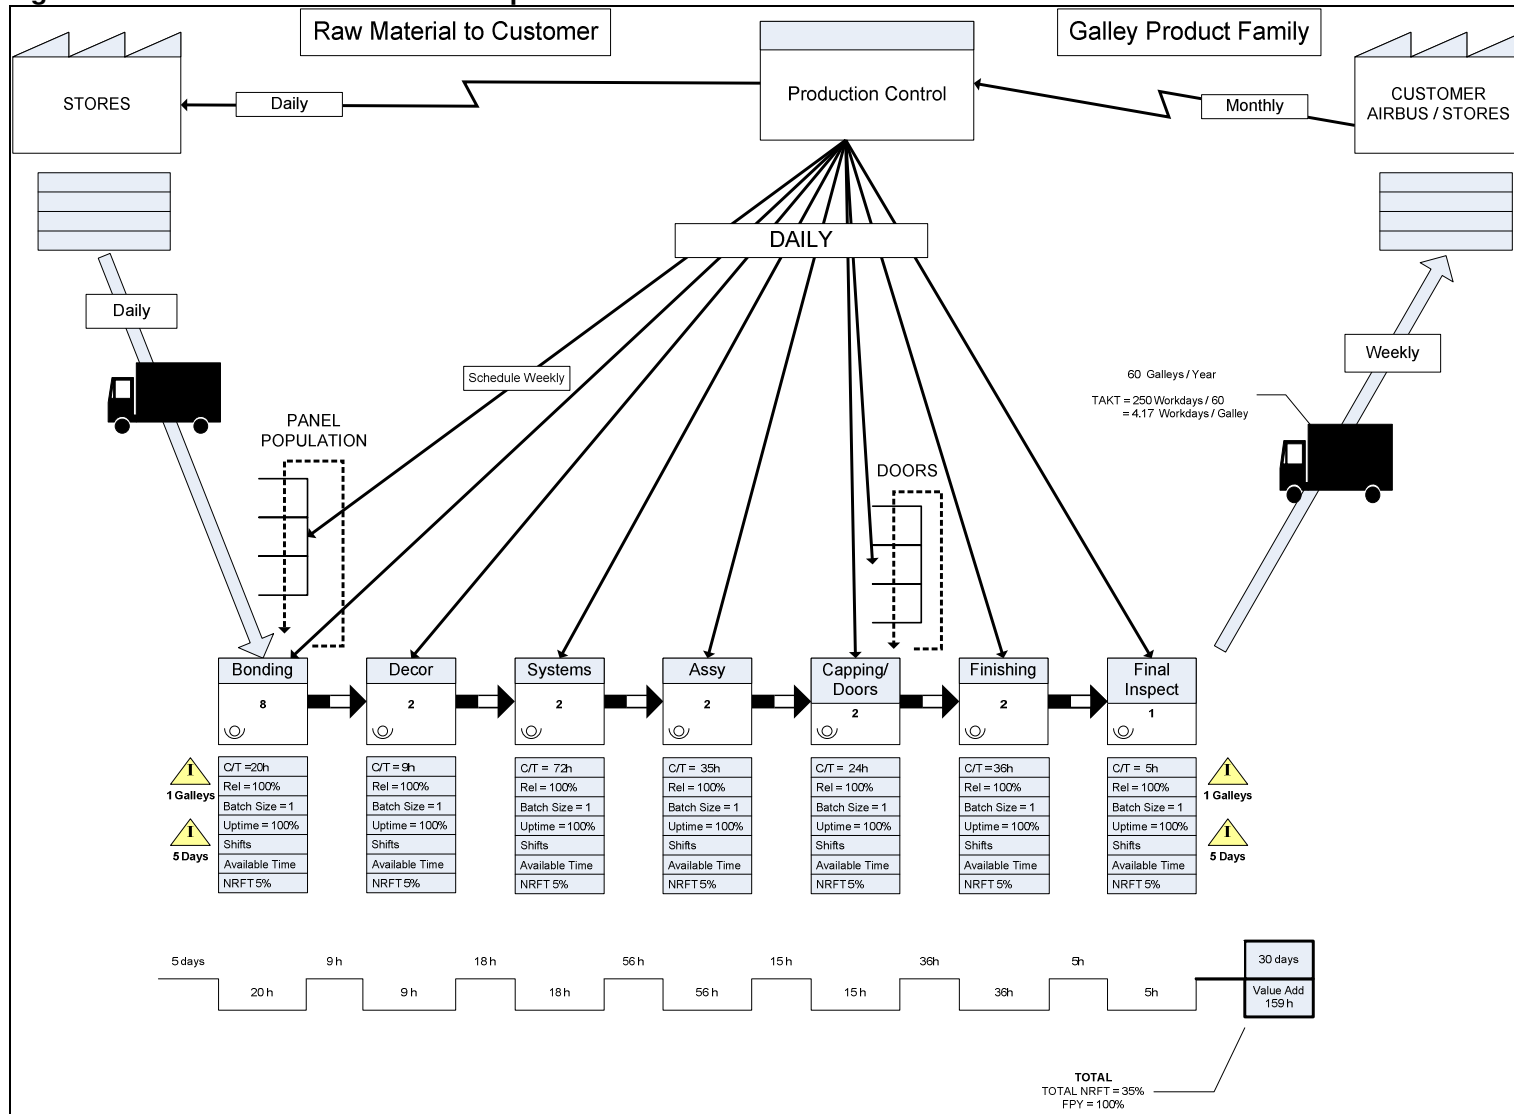 Raw Material to Customer
Galley Product Family
STORES
Daily
Production Control
Monthly
CUSTOMER
AIRBUS / STORES
DAILY
Daily
Schedule Weekly
Weekly
60 Galleys / Year
TAKT = 250 Workdays / 60
= 4.17 Workdays / Galley
PANEL
POPULATION
DOORS
Bonding
8
Decor
2
Systems
2
Assy
2
Capping/
Doors
2
Finishing
2
Final
Inspect
1
I
1 Galleys
I
5 Days
C/T =20h
Rel = 100%
Batch Size = 1
Uptime = 100%
Shifts
Available Time
NRFT 5%
C/T = 9h
Rel = 100%
Batch Size = 1
Uptime = 100%
Shifts
Available Time
NRFT 5%
C/T = 72h
Rel = 100%
Batch Size = 1
Uptime = 100%
Shifts
Available Time
NRFT 5%
C/T = 35h
Rel = 100%
Batch Size = 1
Uptime = 100%
Shifts
Available Time
NRFT 5%
C/T = 24h
Rel = 100%
Batch Size = 1
Uptime = 100%
Shifts
Available Time
NRFT 5%
C/T =36h
Rel = 100%
Batch Size = 1
Uptime = 100%
Shifts
Available Time
NRFT 5%
C/T = 5h
Rel = 100%
Batch Size = 1
Uptime = 100%
Shifts
Available Time
NRFT 5%
I
1 Galleys
I
5 Days
5 days
9 h
18 h
56 h
15 h
36h
5h
30 days
20 h
9 h
18 h
56 h
15 h
36h
5h
Value Add
159 h
TOTAL
TOTAL NRFT = 35%
FPY = 100%